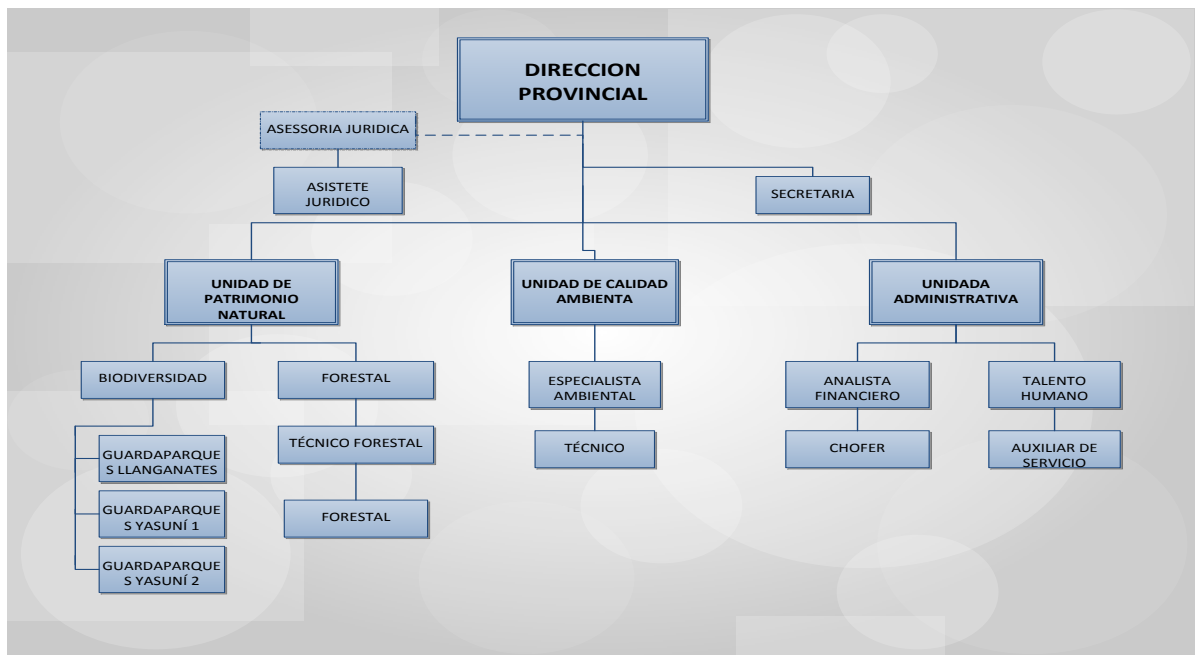 DIRECCION
PROVINCIAL
ASESSORIA JURIDICA
ASISTETE
JURIDICO
SECRETARIA
UNIDAD DE
PATRIMONIO
NATURAL
UNIDAD DE CALIDAD
AMBIENTA
UNIDADA
ADMINISTRATIVA
BIODIVERSIDAD
FORESTAL
ESPECIALISTA
AMBIENTAL
ANALISTA
FINANCIERO
TALENTO
HUMANO
GUARDAPARQUE
S LLANGANATES
TÉCNICO FORESTAL
TÉCNICO
CHOFER
AUXILIAR DE
SERVICIO
GUARDAPARQUE
S YASUNÍ 1
FORESTAL
GUARDAPARQUE
S YASUNÍ 2